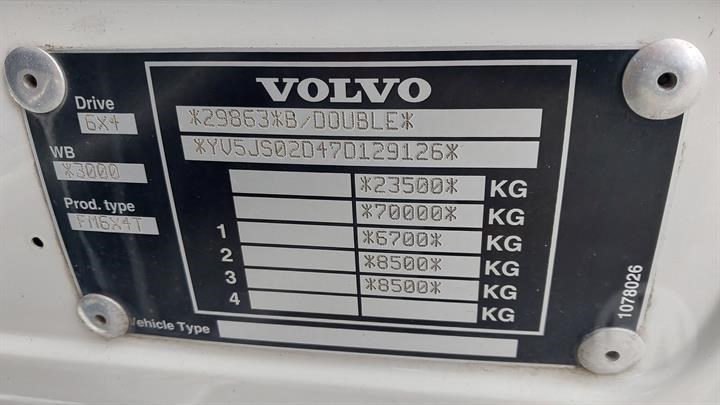 VOLVO
Drive
6X4
*29863*B/DOUBLE*
WB
*3000
*YV5JS02D47D129126*
Prod. type
FM6X4T
*23500* KG
*70000* KG
1 *6700* KG
2 *8500* KG
3 *8500* KG
4 KG
Vehicle Type
1078026